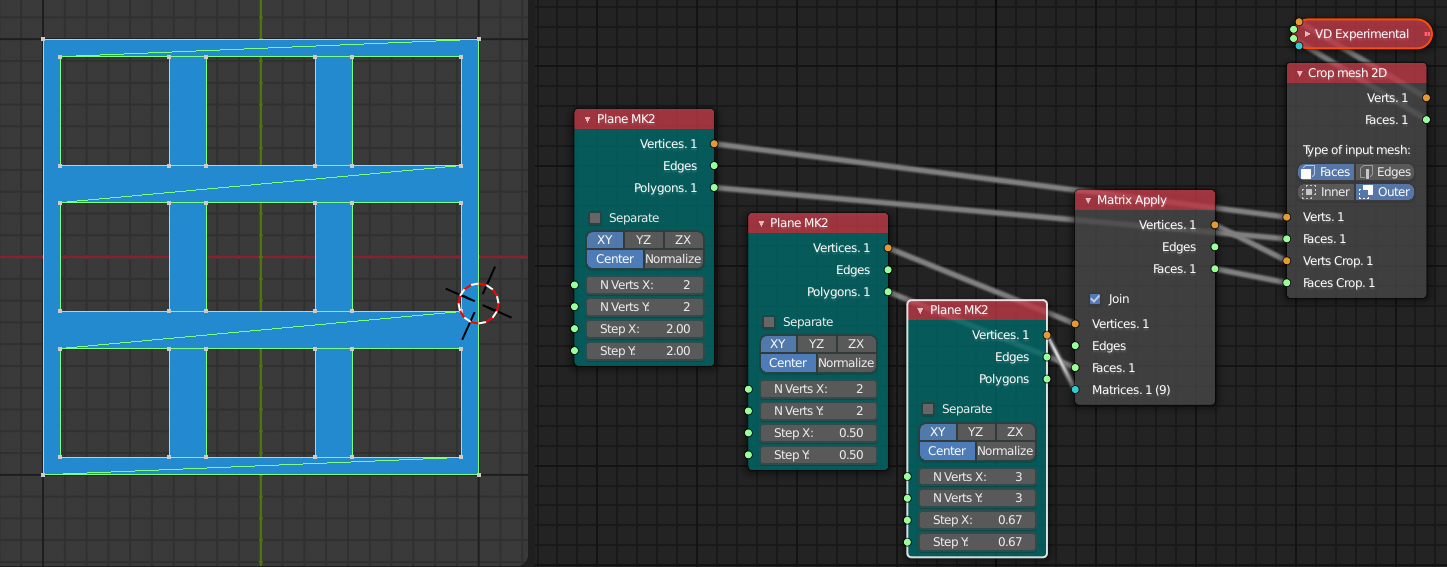 VD Experimental
Crop mesh 2D
Verts. 1
Faces. 1
Type of input mesh:
Faces Edges
Inner Outer
Verts. 1
Faces. 1
Verts Crop. 1
Faces Crop. 1
Plane MK2
Vertices. 1
Edges
Polygons. 1
Separate
XY YZ ZX
Center Normalize
N Verts X: 2
N Verts Y: 2
Step X: 2.00
Step Y: 2.00
Plane MK2
Vertices. 1
Edges
Polygons. 1
Separate
XY YZ ZX
Center Normalize
N Verts X: 2
N Verts Y: 2
Step X: 0.50
Step Y: 0.50
Plane MK2
Vertices. 1
Edges
Polygons
Separate
XY YZ ZX
Center Normalize
N Verts X: 3
N Verts Y: 3
Step X: 0.67
Step Y: 0.67
Matrix Apply
Vertices. 1
Edges
Faces. 1
Join
Vertices. 1
Edges
Faces. 1
Matrices. 1 (9)